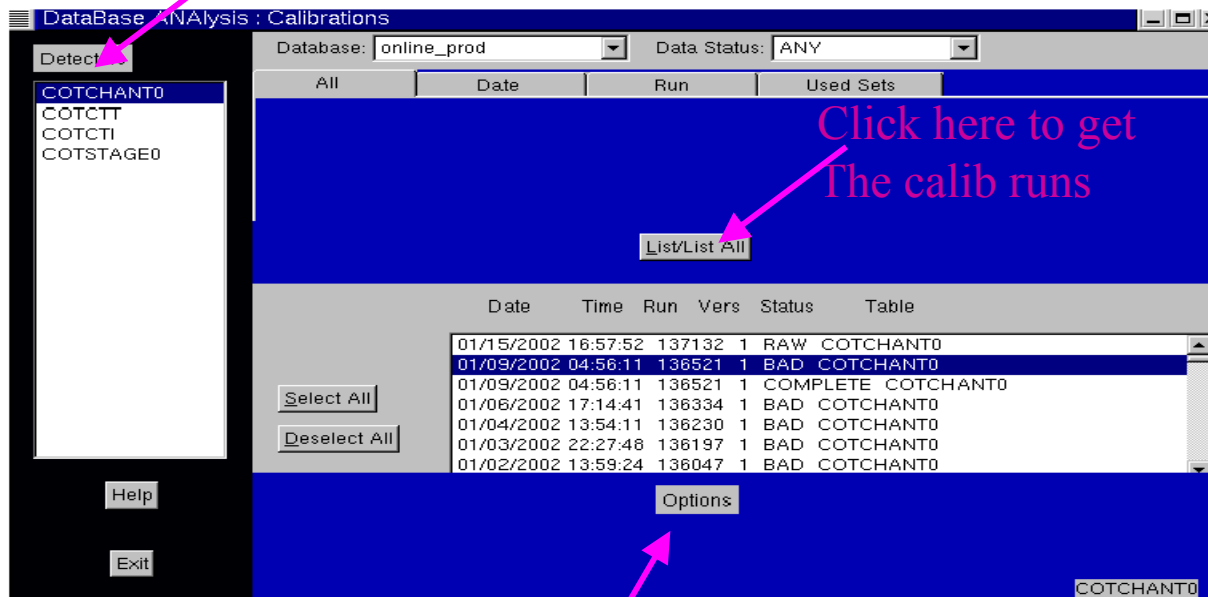 DataBase ANAlysis : Calibrations
Database: online_prod Data Status: ANY
All Date Run Used Sets
COTCHANT0
COTCTT
COTCTI
COTSTAGE0
Click here to get
The calib runs
List/List All
Date Time Run Vers Status Table
01/15/2002 16:57:52 137132 1 RAW COTCHANT0
01/09/2002 04:56:11 136521 1 BAD COTCHANT0
01/09/2002 04:56:11 136521 1 COMPLETE COTCHANT0
01/06/2002 17:14:41 136334 1 BAD COTCHANT0
01/04/2002 13:54:11 136230 1 BAD COTCHANT0
01/03/2002 22:27:48 136197 1 BAD COTCHANT0
01/02/2002 13:59:24 136047 1 BAD COTCHANT0
Select All
Deselect All
Options
Help
Exit
COTCHANT0